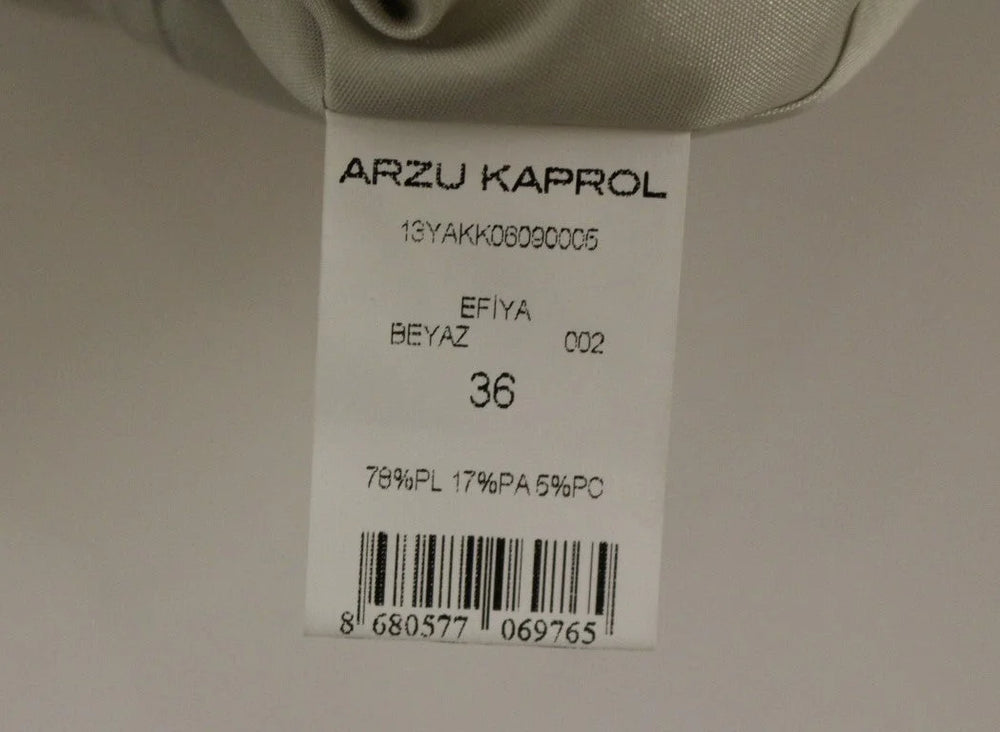 ARZU KAPROL
13YAKK06090005
EFİYA
BEYAZ 002
36
78%PL 17%PA 5%PC
8 680577 069765